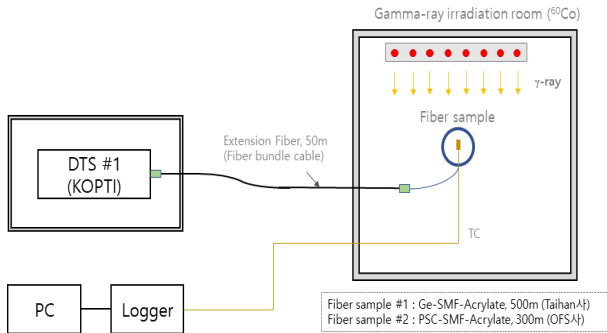 Gamma-ray irradiation room (⁶⁰Co)
γ-ray
Fiber sample
Extension Fiber, 50m
(Fiber bundle cable)
DTS #1
(KOPTI)
TC
PC
Logger
Fiber sample #1 : Ge-SMF-Acrylate, 500m (Taihan사)
Fiber sample #2 : PSC-SMF-Acrylate, 300m (OFS사)